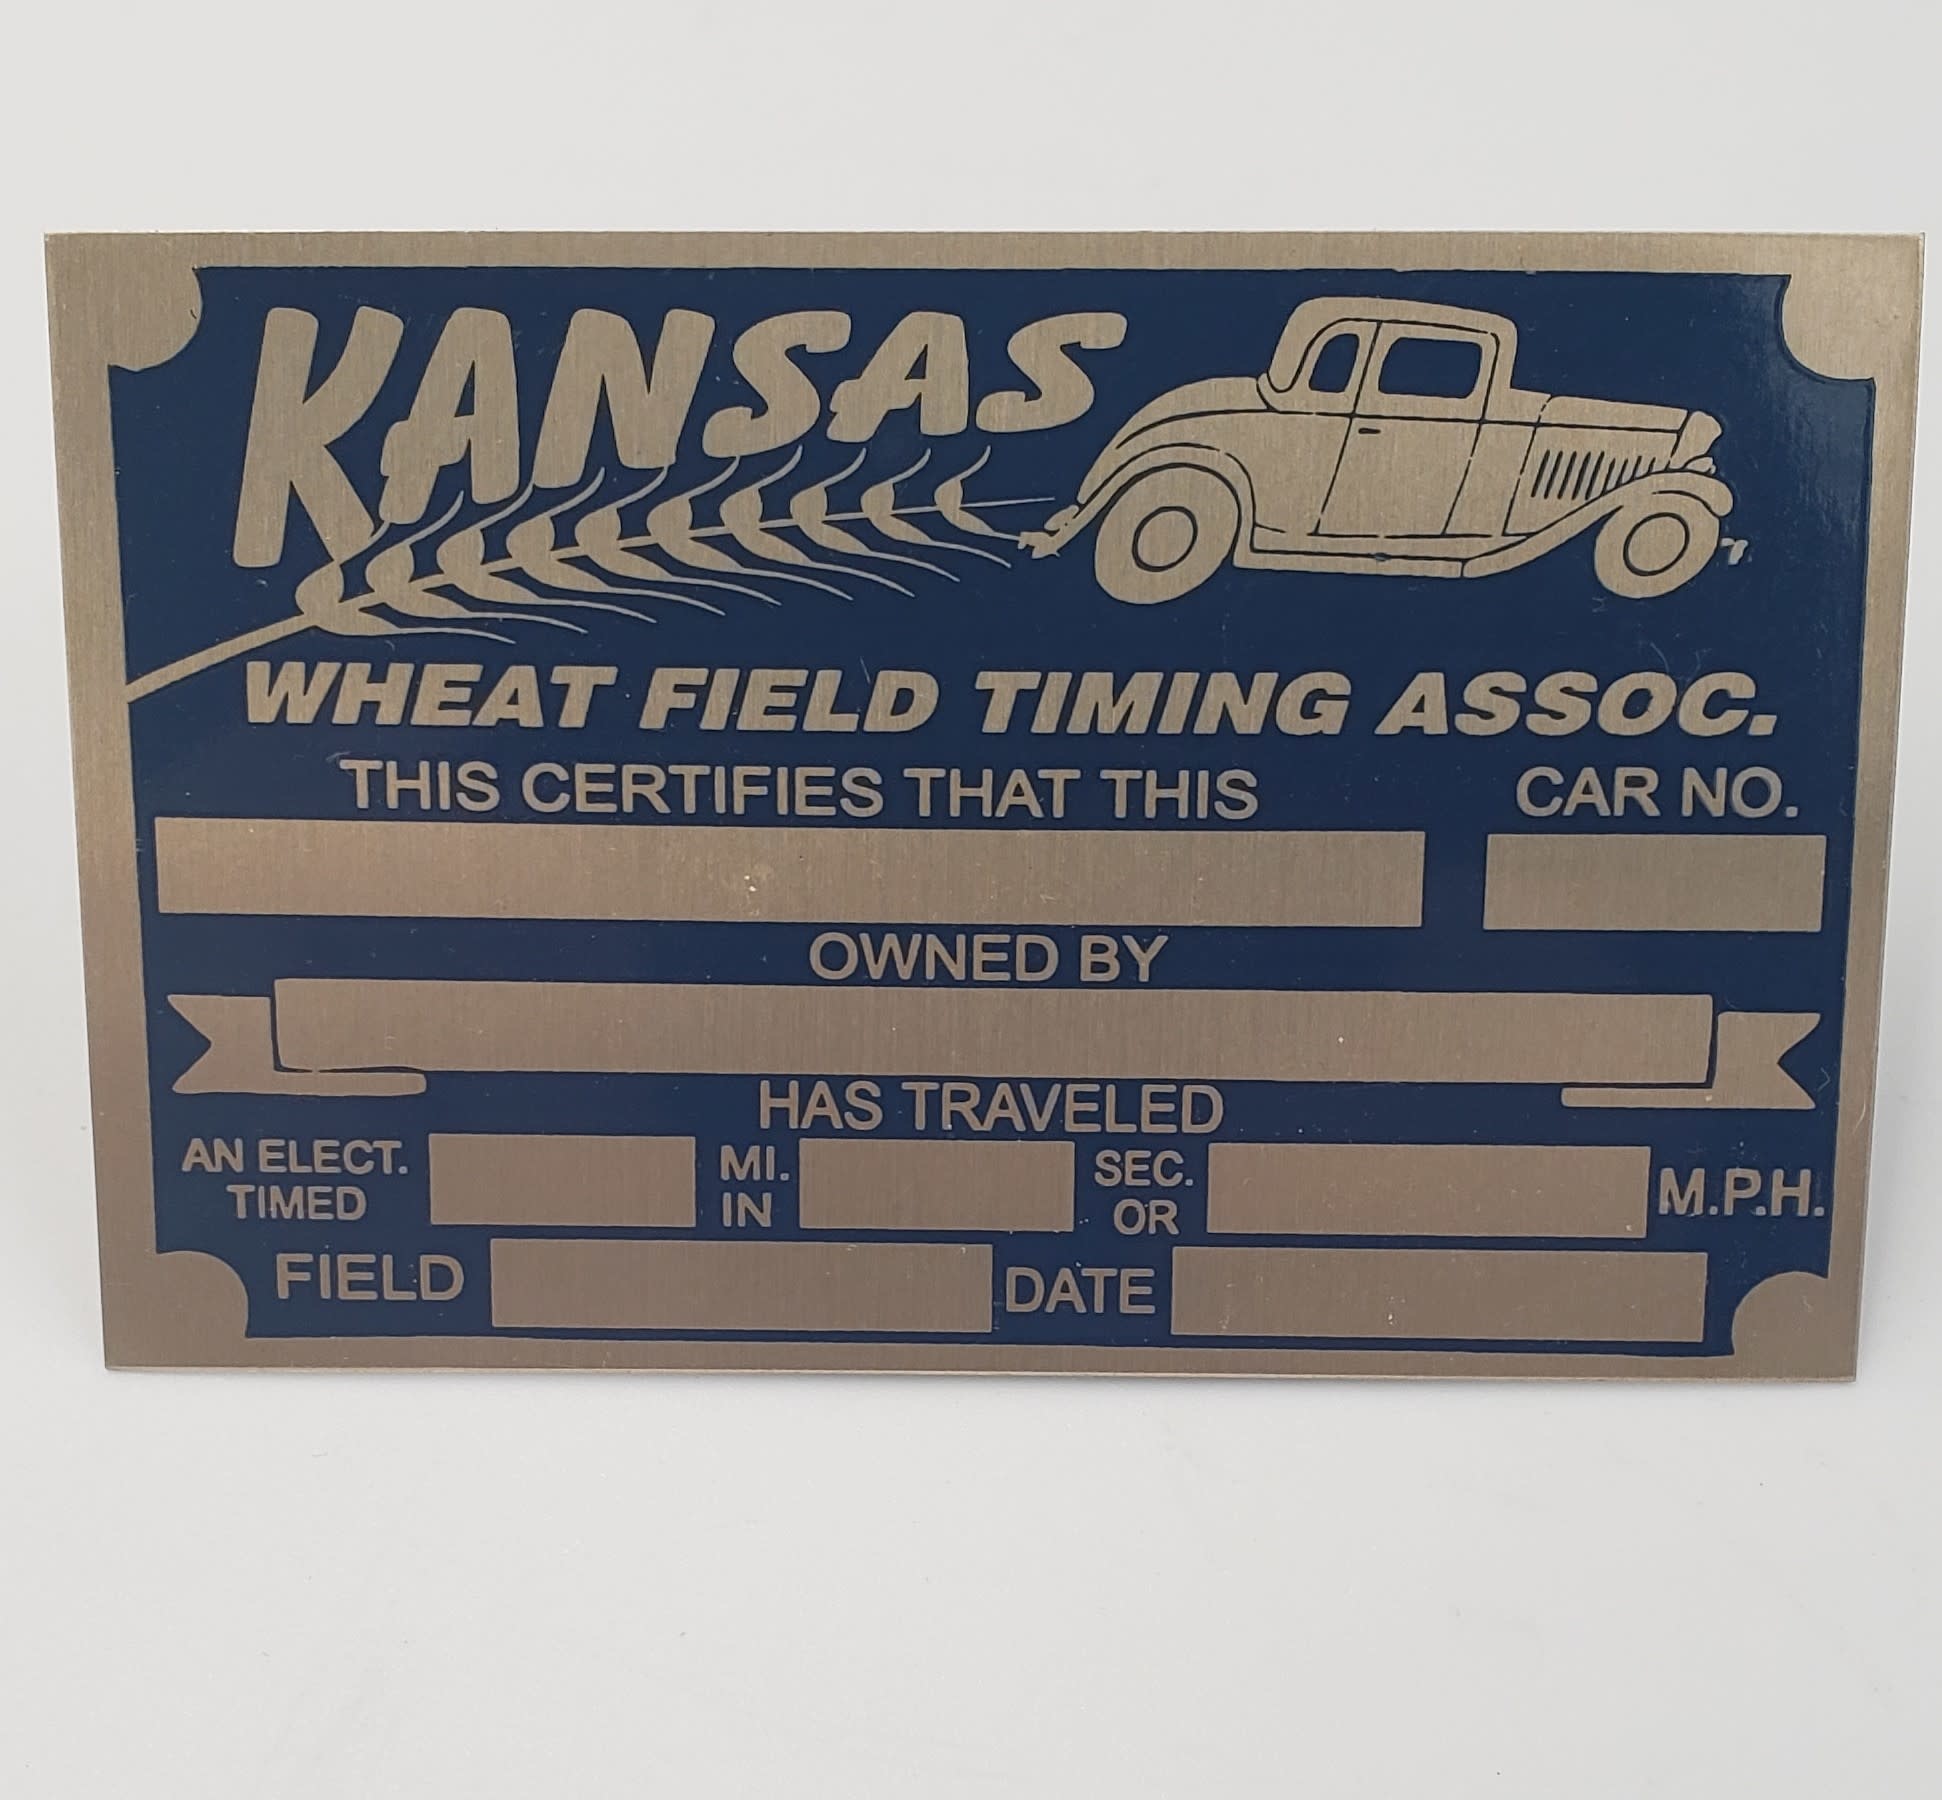 KANSAS
WHEAT FIELD TIMING ASSOC.
THIS CERTIFIES THAT THIS CAR NO.
OWNED BY
HAS TRAVELED
AN ELECT. TIMED MI. IN SEC. OR M.P.H.
FIELD DATE